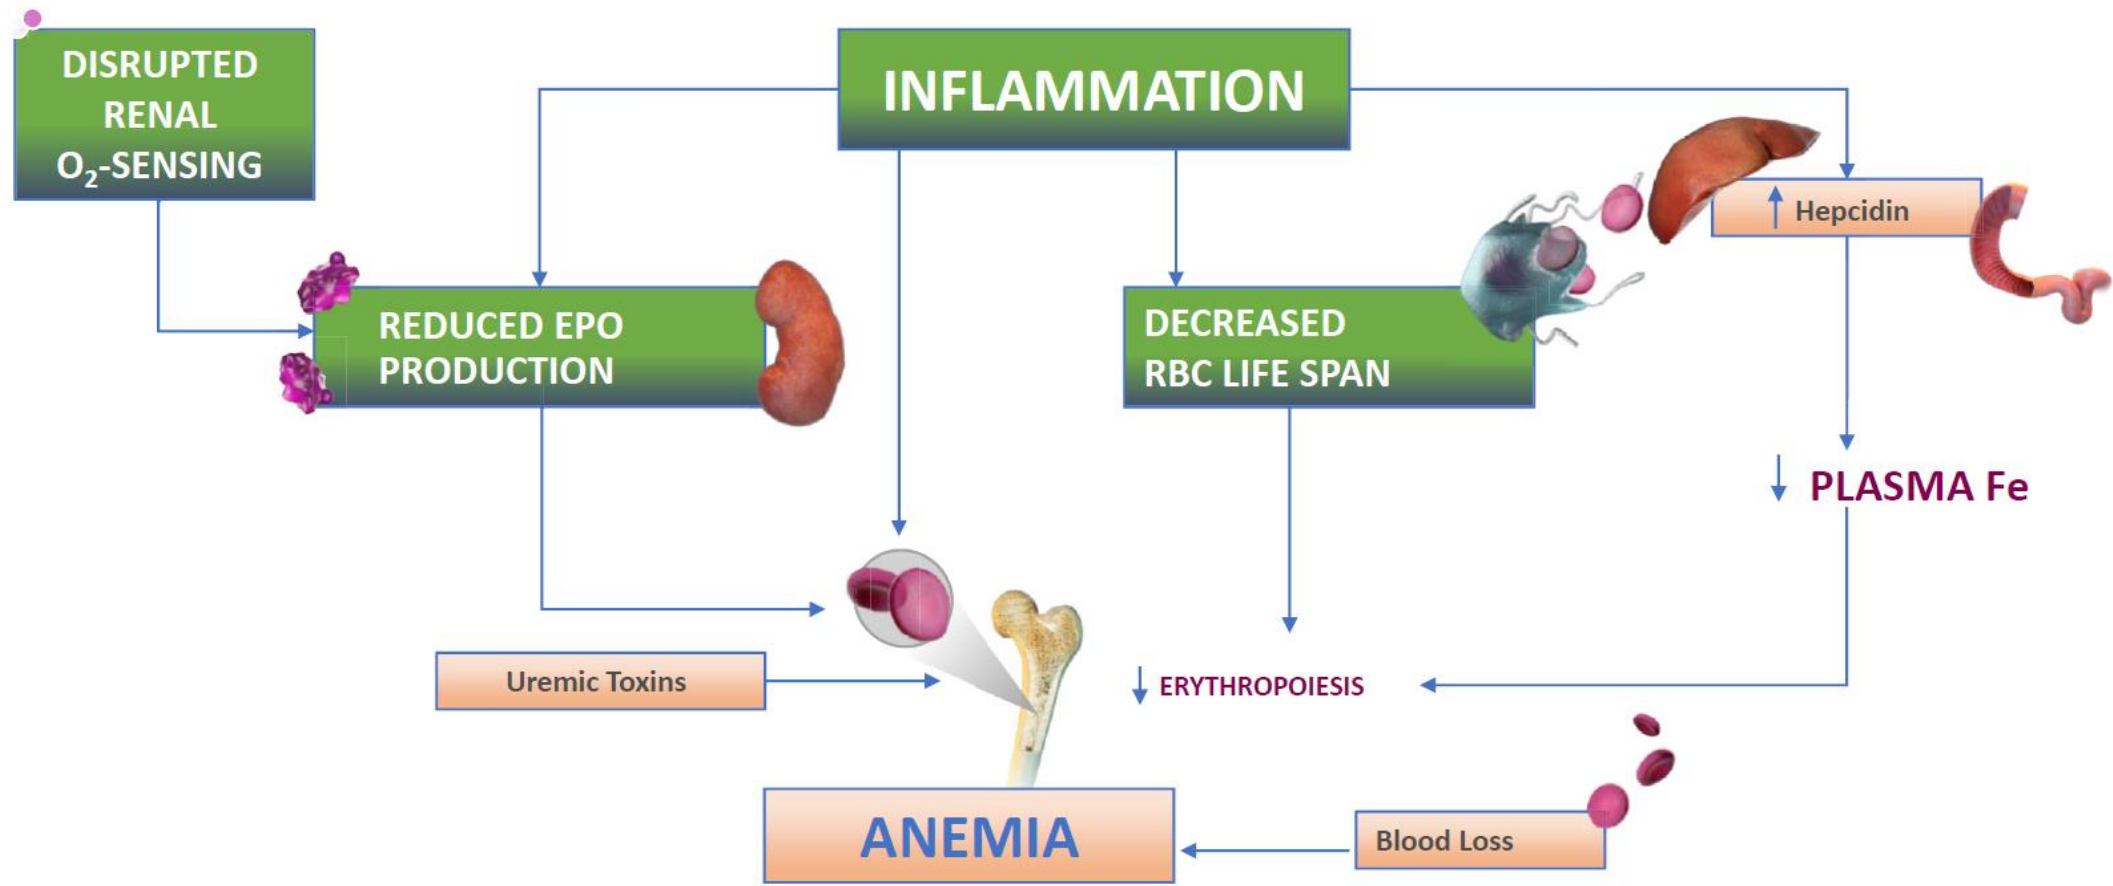 DISRUPTED
RENAL
O₂-SENSING
INFLAMMATION
Hepcidin
REDUCED EPO
PRODUCTION
DECREASED
RBC LIFE SPAN
PLASMA Fe
Uremic Toxins
ERYTHROPOIESIS
ANEMIA
Blood Loss